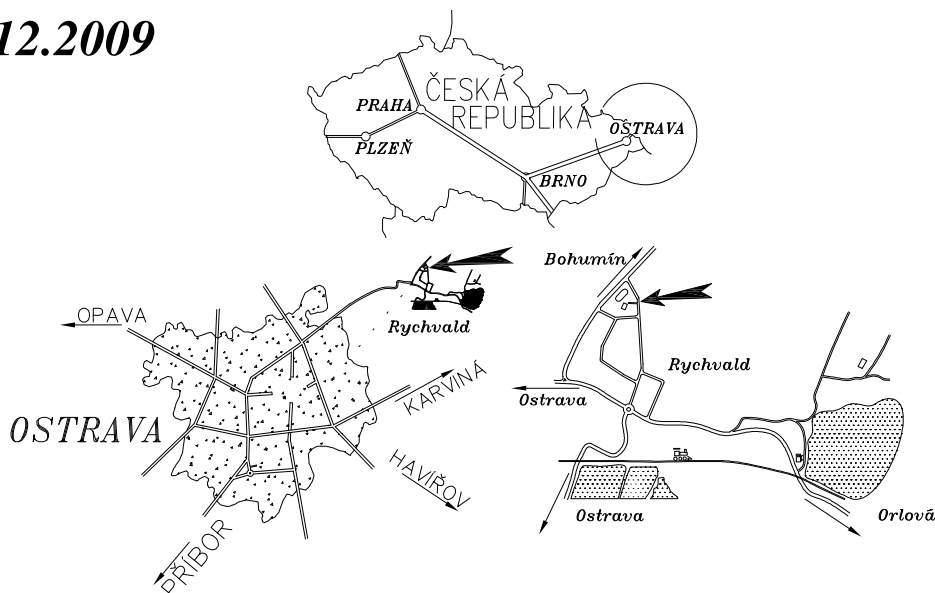 12.2009
ČESKÁ
REPUBLIKA
PRAHA
OSTRAVA
PLZEŇ
BRNO
Bohumín
OPAVA
Rychvald
Rychvald
KARVINÁ
Ostrava
OSTRAVA
HAVÍŘOV
Ostrava
Orlová
PŘÍBOR